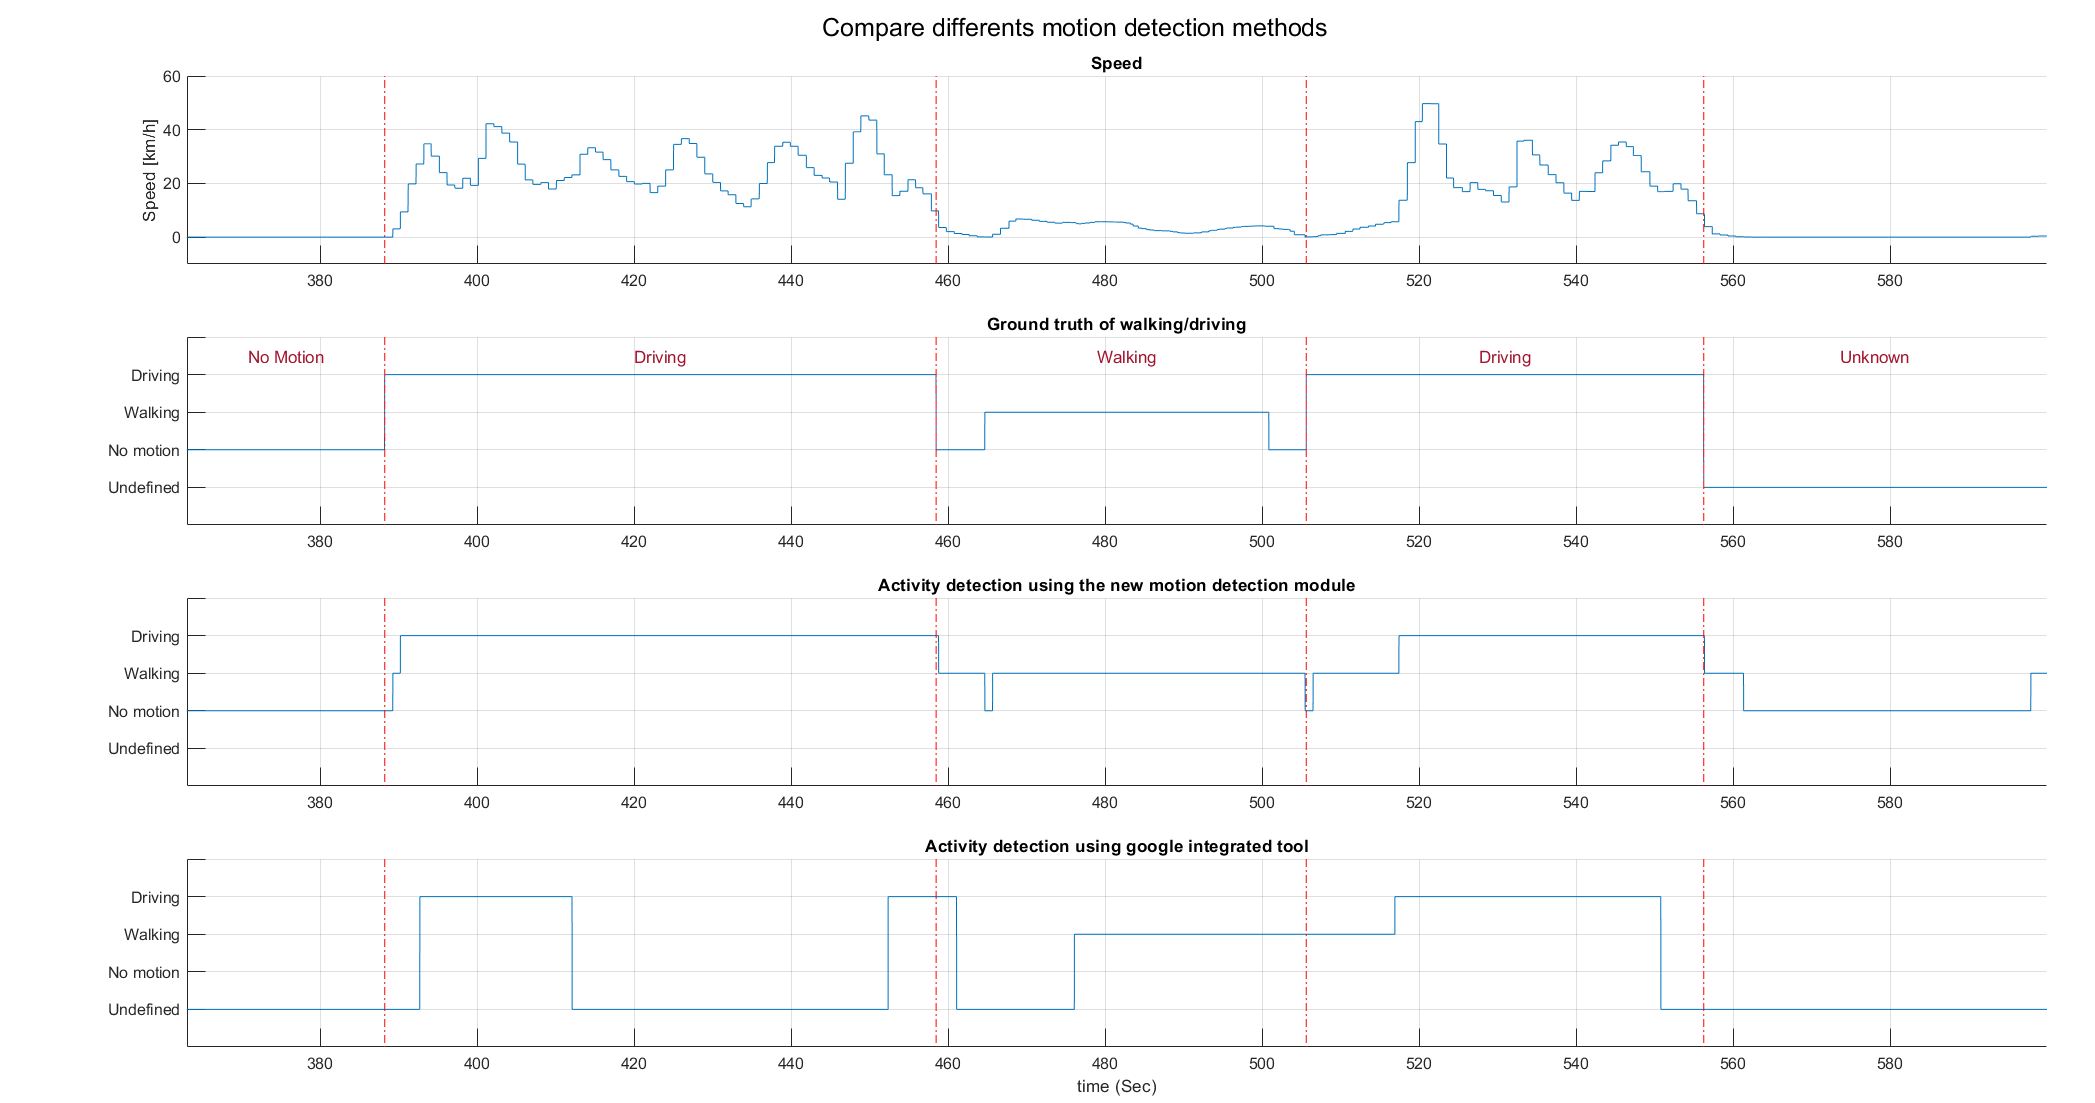 Compare differents motion detection methods
Speed
60
40
20
0
Speed [km/h]
380 400 420 440 460 480 500 520 540 560 580
Ground truth of walking/driving
No Motion Driving Walking Driving Unknown
Driving
Walking
No motion
Undefined
380 400 420 440 460 480 500 520 540 560 580
Activity detection using the new motion detection module
Driving
Walking
No motion
Undefined
380 400 420 440 460 480 500 520 540 560 580
Activity detection using google integrated tool
Driving
Walking
No motion
Undefined
380 400 420 440 460 480 500 520 540 560 580
time (Sec)